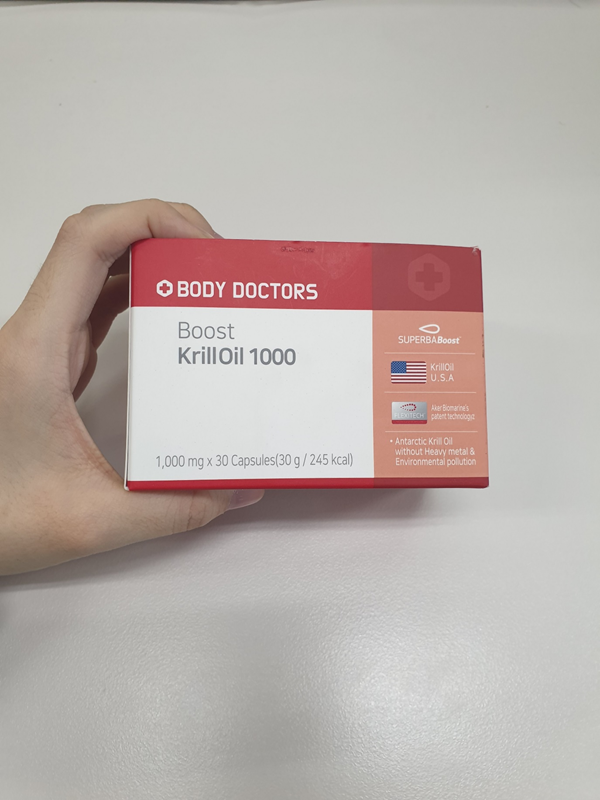 BODY DOCTORS
Boost
KrillOil 1000
1,000 mg x 30 Capsules(30 g / 245 kcal)
SUPERBABoost
KrillOil
U.S.A
Aker Biomarine's
patent technology
• Antarctic Krill Oil
without Heavy metal &
Environmental pollution